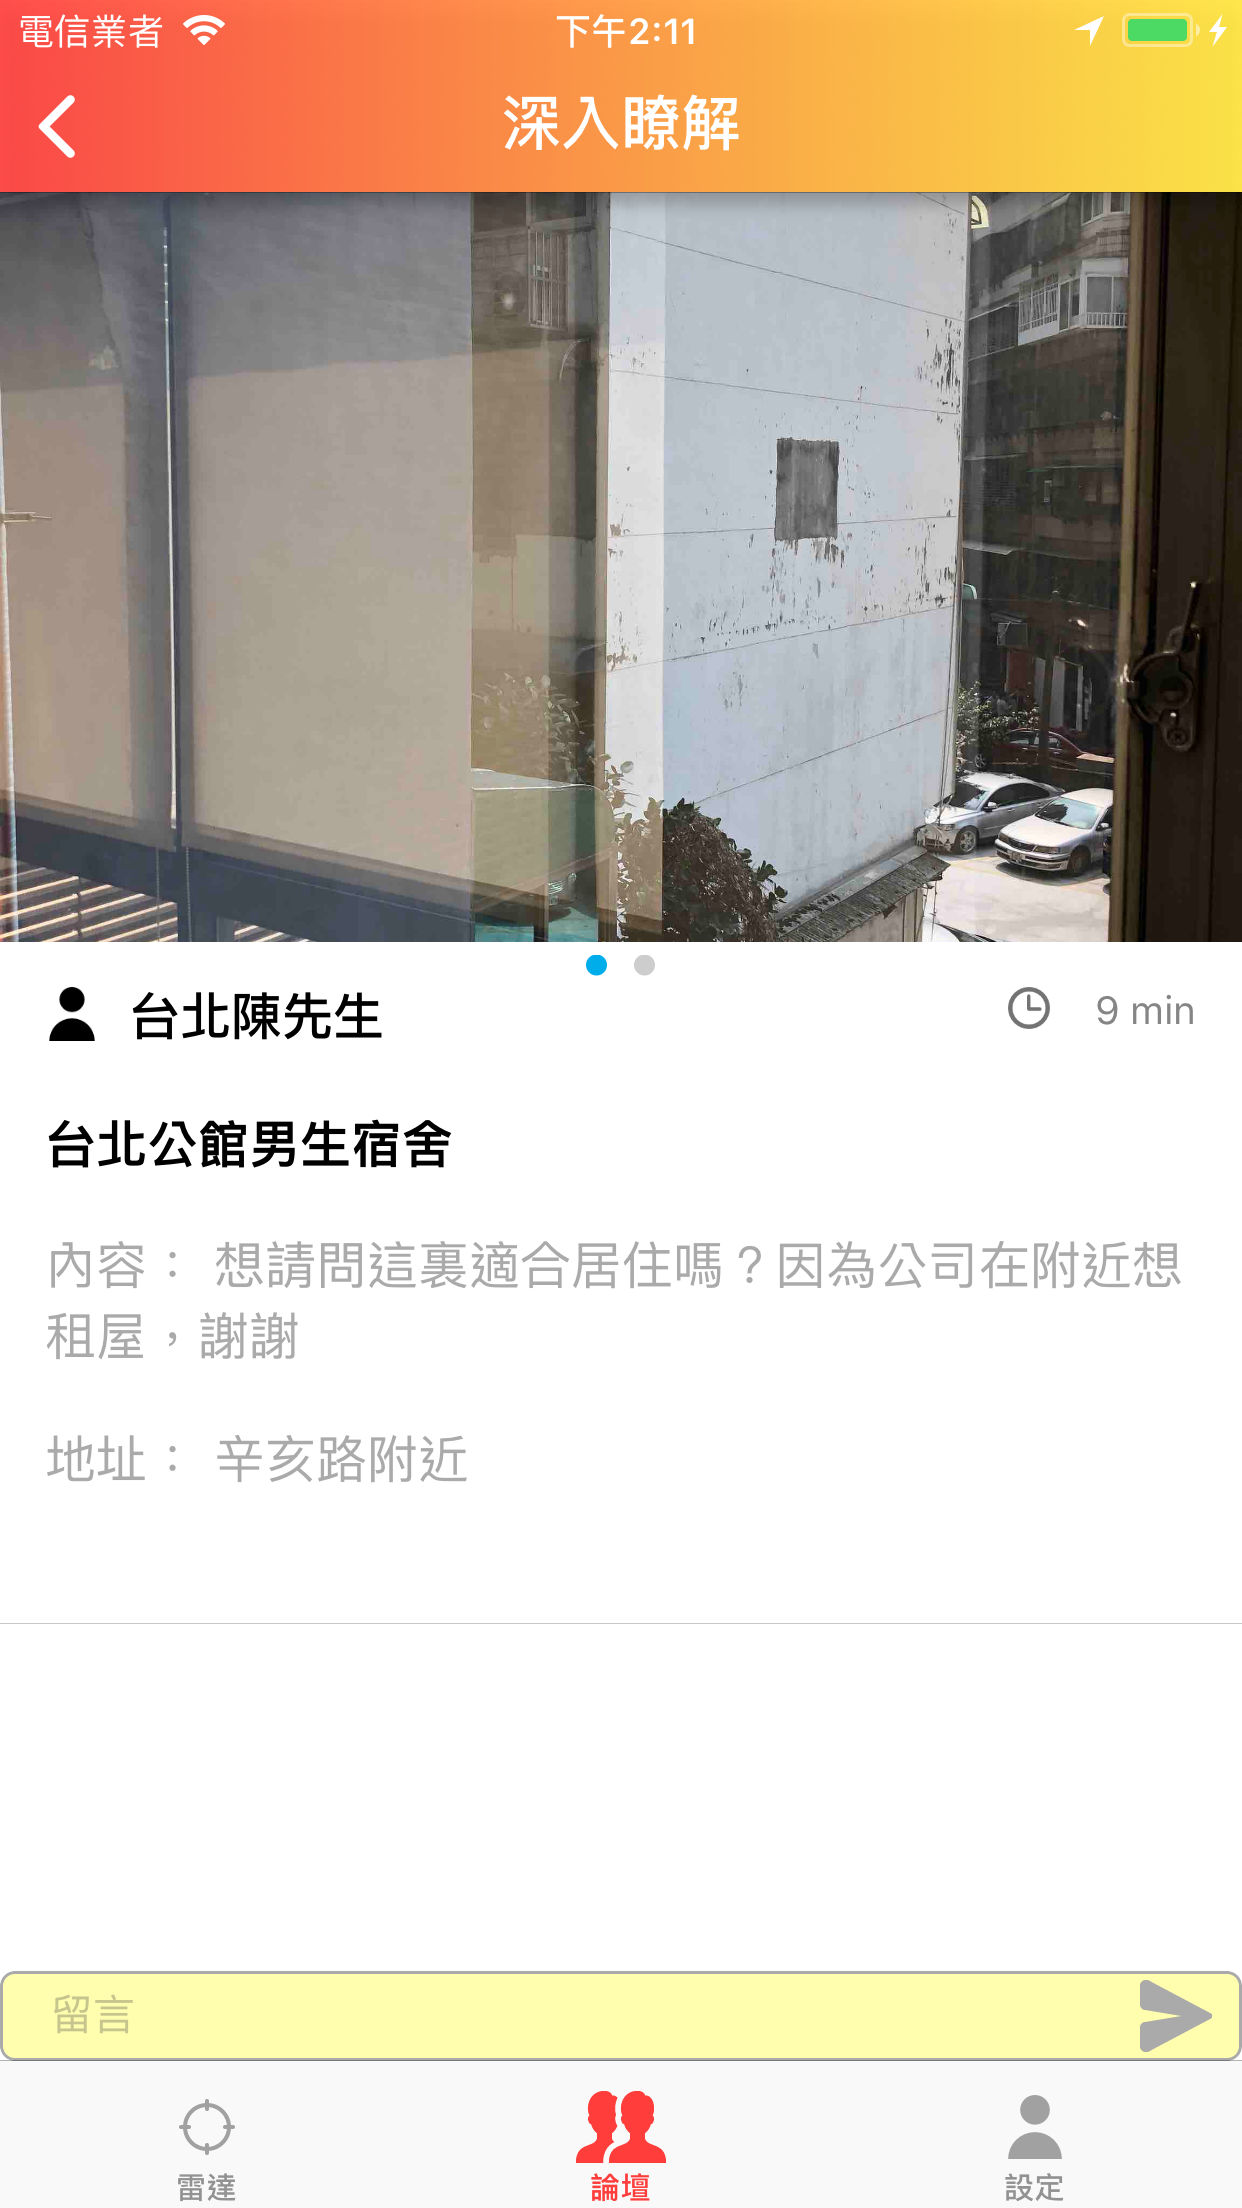 電信業者 下午2:11
深入瞭解
台北陳先生 9 min
台北公館男生宿舍
內容： 想請問這裏適合居住嗎？因為公司在附近想
租屋，謝謝
地址： 辛亥路附近
留言
雷達 論壇 設定